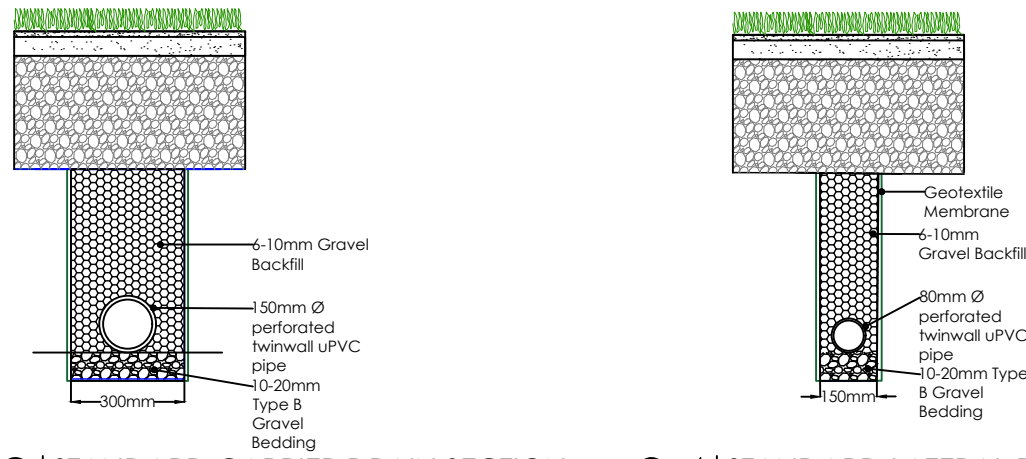 6-10mm Gravel
Backfill
150mm Ø
perforated
twinwall uPVC
pipe
10-20mm
Type B
Gravel
Bedding
300mm
Geotextile
Membrane
6-10mm
Gravel Backfill
80mm Ø
perforated
twinwall uPVC
pipe
10-20mm Type
B Gravel
Bedding
150mm